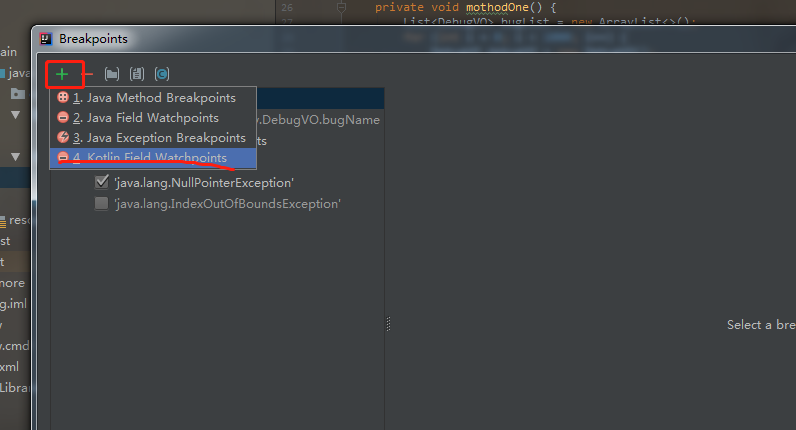 26 private void mothodOne() {
27 List<DebugVO> bugList = new ArrayList<>();
Breakpoints
ain
java
1. Java Method Breakpoints
2. Java Field Watchpoints
y.DebugVO.bugName
3. Java Exception Breakpoints
ts
4. Kotlin Field Watchpoints
'java.lang.NullPointerException'
'java.lang.IndexOutOfBoundsException'
reso
st
t
nore
g.iml
v
v.cmd
xml
Librar
Select a bre